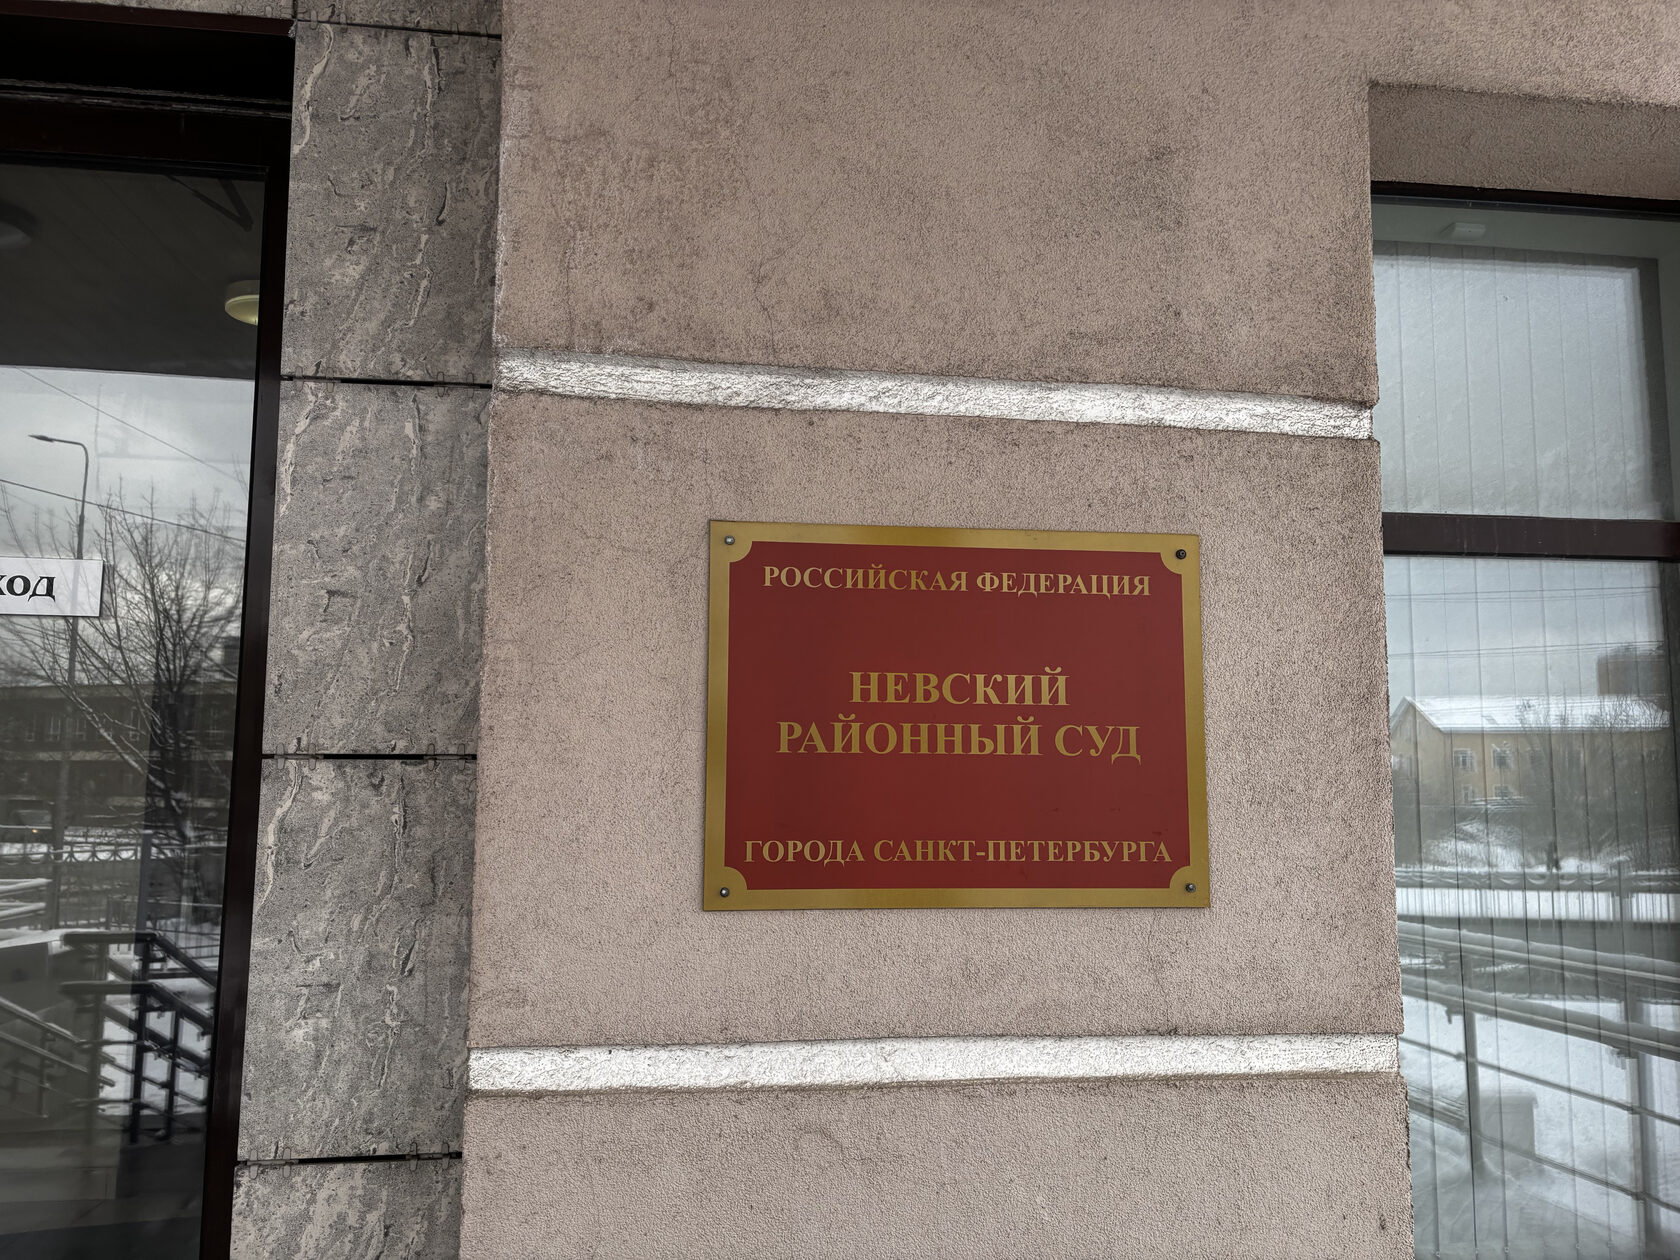 РОССИЙСКАЯ ФЕДЕРАЦИЯ
НЕВСКИЙ
РАЙОННЫЙ СУД
ГОРОДА САНКТ-ПЕТЕРБУРГА